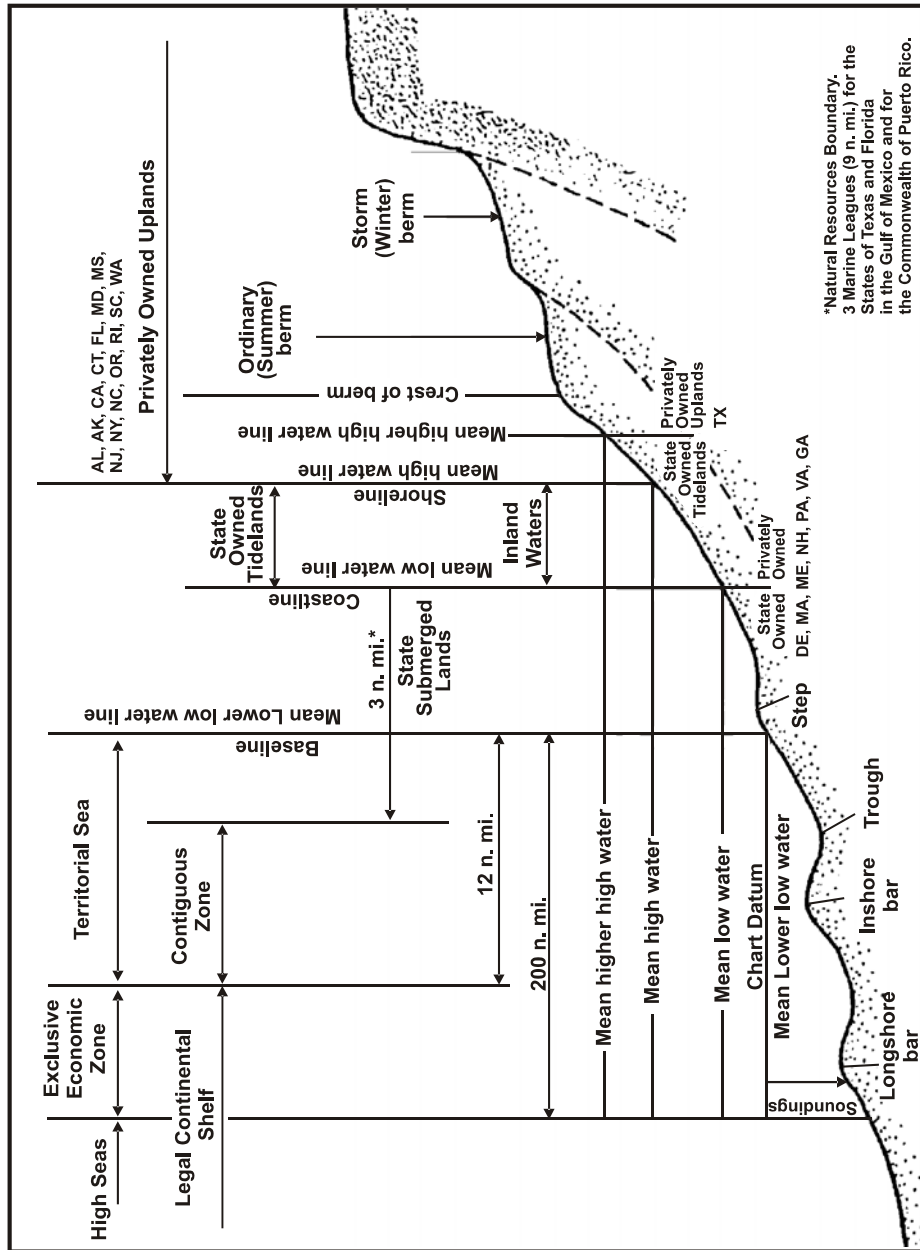 AL, AK, CA, CT, FL, MD, MS,
NJ, NY, NC, OR, RI, SC, WA
Privately Owned Uplands
High Seas
Exclusive
Economic
Zone
Territorial Sea
Legal Continental
Shelf
Contiguous
Zone
State
Owned
Tidelands
Baseline
Mean Lower low water line
Coastline
Mean low water line
Shoreline
Mean high water line
Mean higher high water line
Crest of berm
3 n. mi.*
State
Submerged
Lands
12 n. mi.
200 n. mi.
Inland
Waters
Ordinary
(Summer)
berm
Storm
(Winter)
berm
Mean higher high water
Mean high water
Mean low water
Chart Datum
Mean Lower low water
Soundings
State
Owned
Tidelands
Privately
Owned
Uplands
TX
State
Owned
Privately
Owned
DE, MA, ME, NH, PA, VA, GA
Longshore
bar
Inshore
bar
Trough
Step
*Natural Resources Boundary.
3 Marine Leagues (9 n. mi.) for the
States of Texas and Florida
in the Gulf of Mexico and for
the Commonwealth of Puerto Rico.